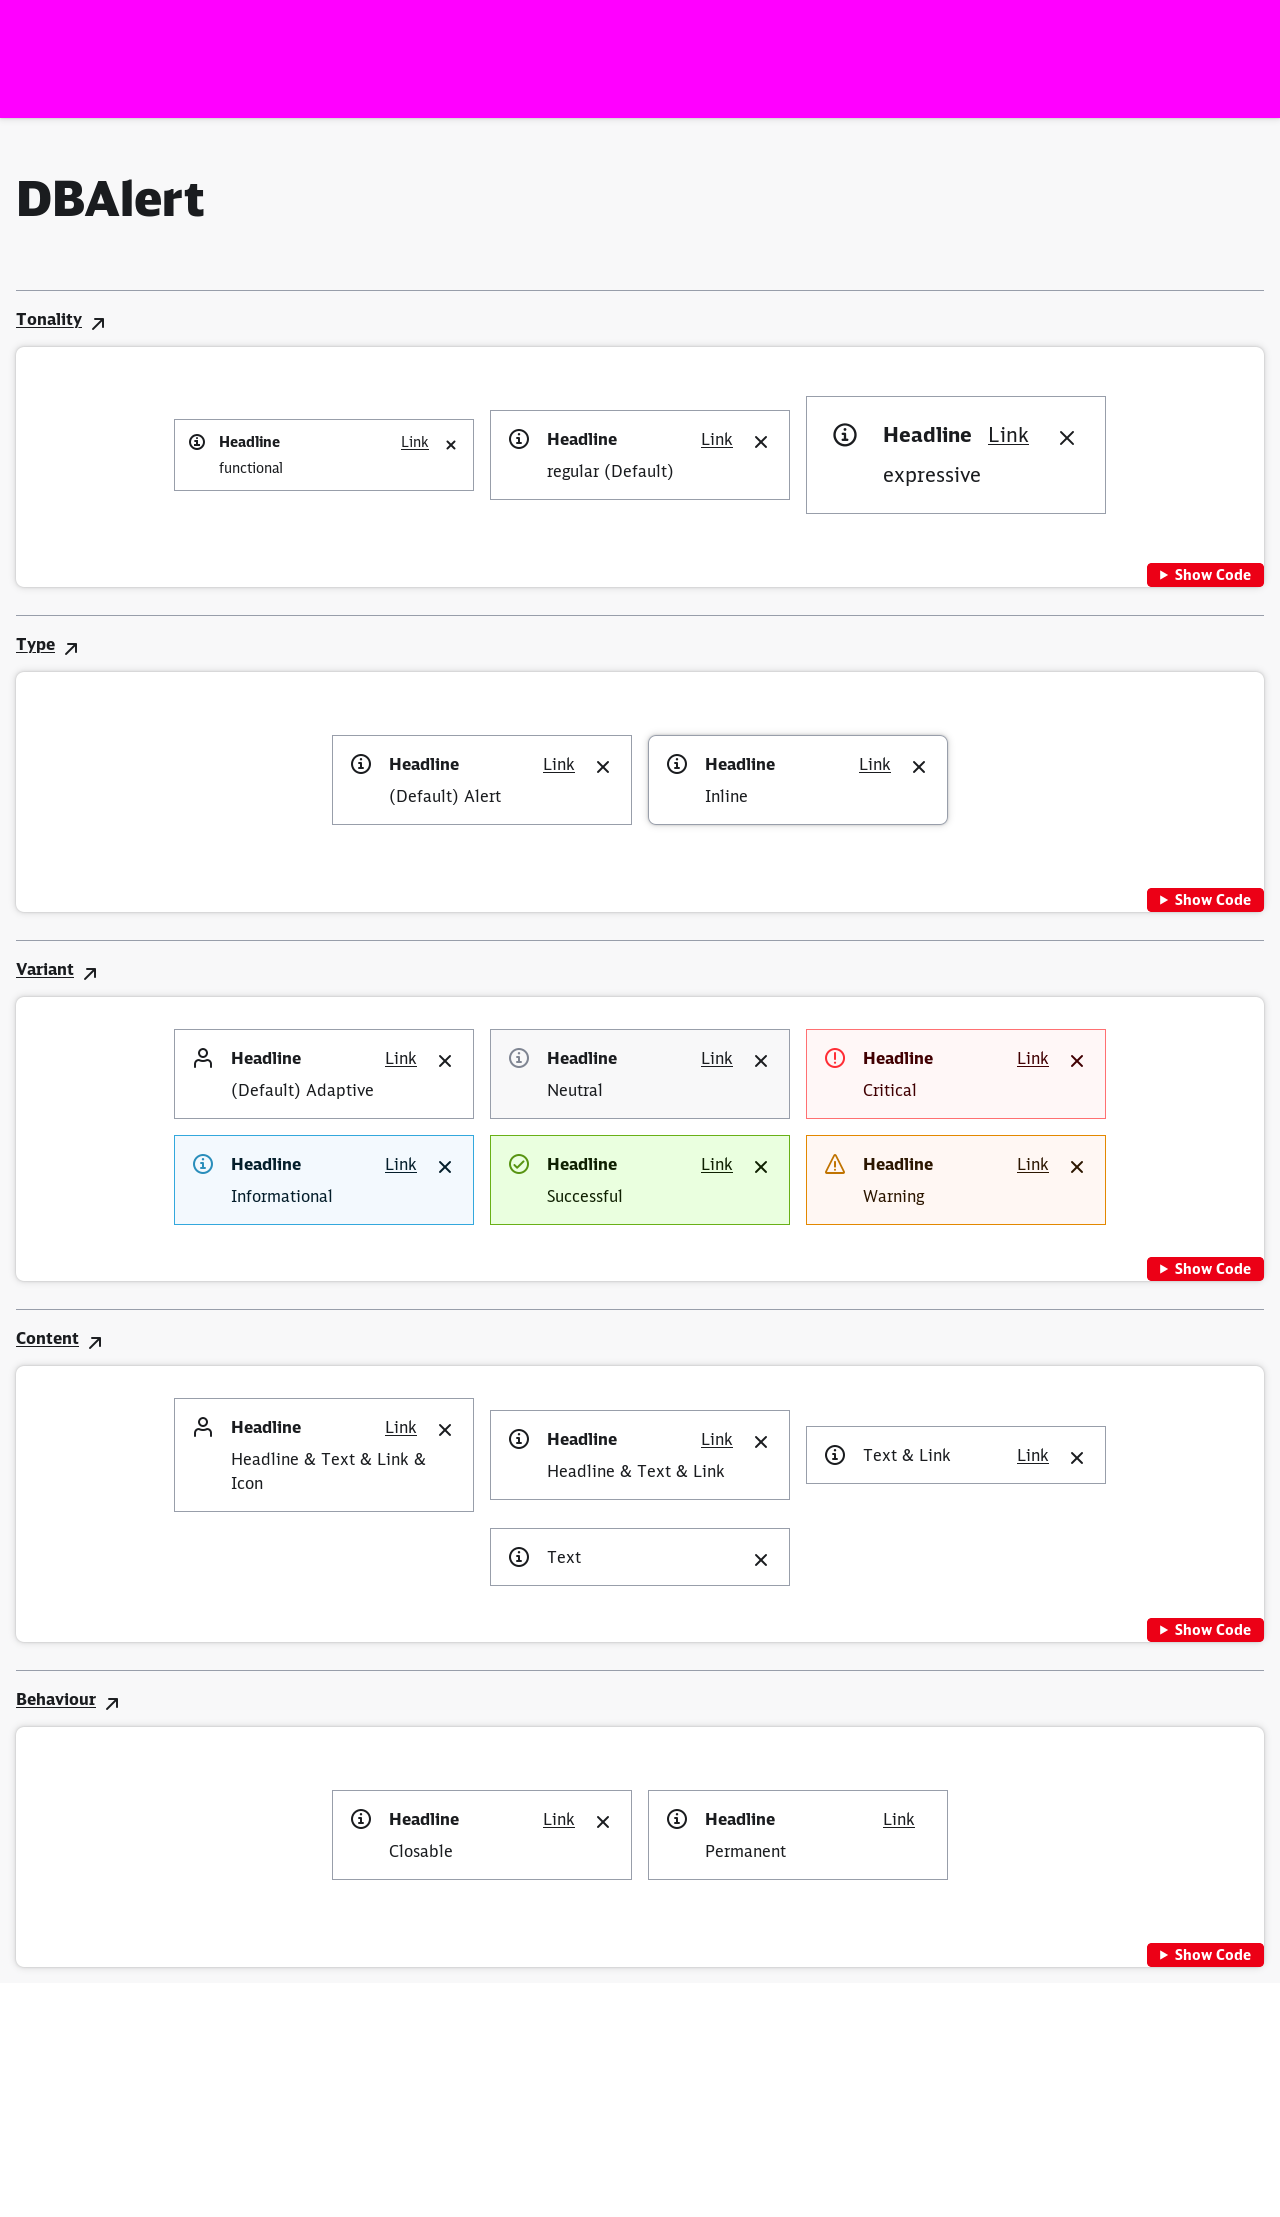 DBAlert
Tonality
Headline Link
functional
Headline Link
regular (Default)
Headline Link
expressive
Show Code
Type
Headline Link
(Default) Alert
Headline Link
Inline
Show Code
Variant
Headline Link
(Default) Adaptive
Headline Link
Neutral
Headline Link
Critical
Headline Link
Informational
Headline Link
Successful
Headline Link
Warning
Show Code
Content
Headline Link
Headline & Text & Link &
Icon
Headline Link
Headline & Text & Link
Text & Link Link
Text
Show Code
Behaviour
Headline Link
Closable
Headline Link
Permanent
Show Code